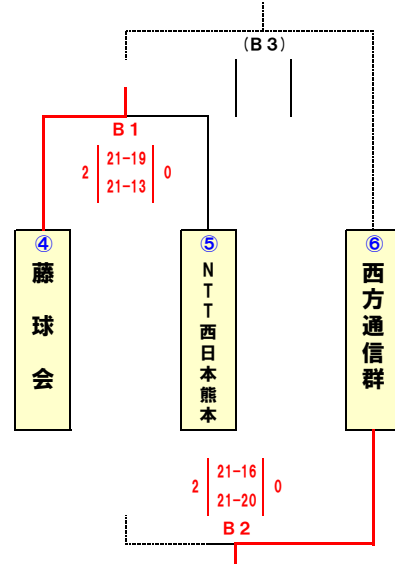 (B3)
B1
2 21-19 0
21-13
④ ⑤ ⑥
藤球会
NTT西日本熊本
西方通信群
2 21-16 0
21-20
B2